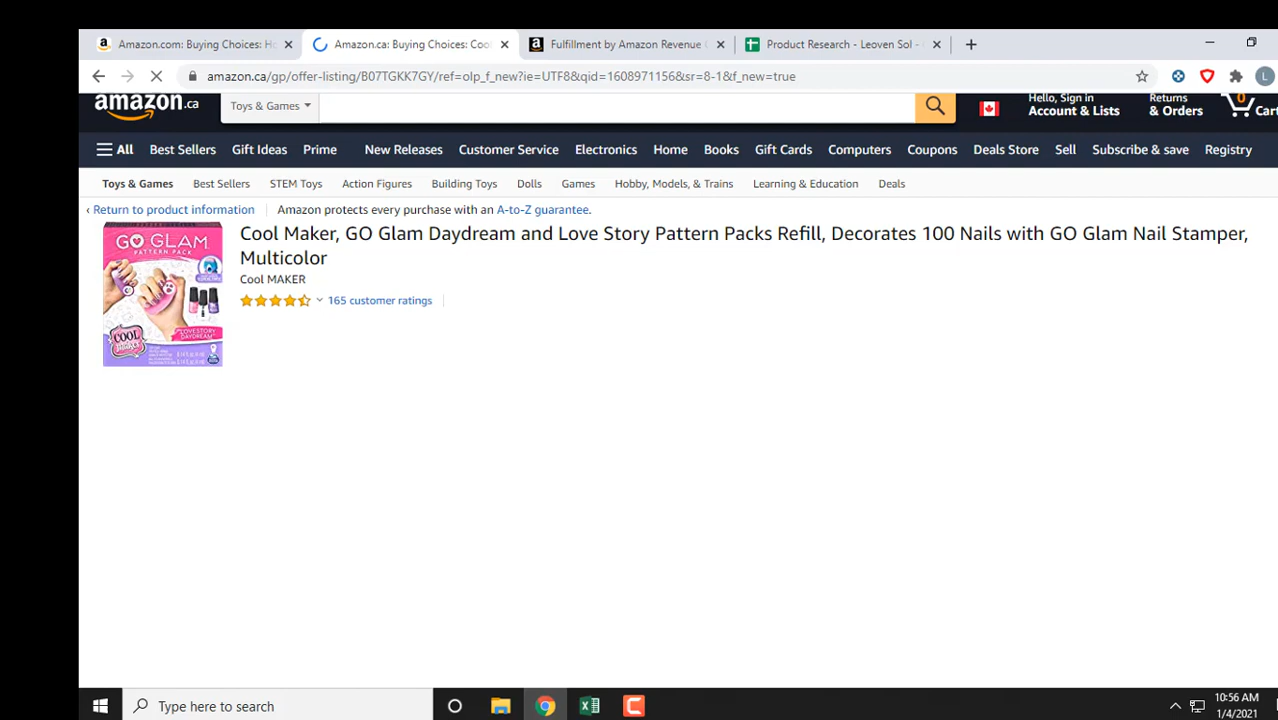 Amazon.com: Buying Choices: Ho
Amazon.ca: Buying Choices: Cool
Fulfillment by Amazon Revenue C
Product Research - Leoven Sol -
amazon.ca/gp/offer-listing/B07TGKK7GY/ref=olp_f_new?ie=UTF8&qid=1608971156&sr=8-1&f_new=true
L
amazon.ca
Toys & Games
Hello, Sign in
Account & Lists
Returns
& Orders
0
Cart
All Best Sellers Gift Ideas Prime New Releases Customer Service Electronics Home Books Gift Cards Computers Coupons Deals Store Sell Subscribe & save Registry
Toys & Games Best Sellers STEM Toys Action Figures Building Toys Dolls Games Hobby, Models, & Trains Learning & Education Deals
‹ Return to product information
Amazon protects every purchase with an A-to-Z guarantee.
GO GLAM
PATTERN PACK
COOL
MAKER
LOVE STORY
DAYDREAM
Cool Maker, GO Glam Daydream and Love Story Pattern Packs Refill, Decorates 100 Nails with GO Glam Nail Stamper,
Multicolor
Cool MAKER
165 customer ratings
Type here to search
10:56 AM
1/4/2021